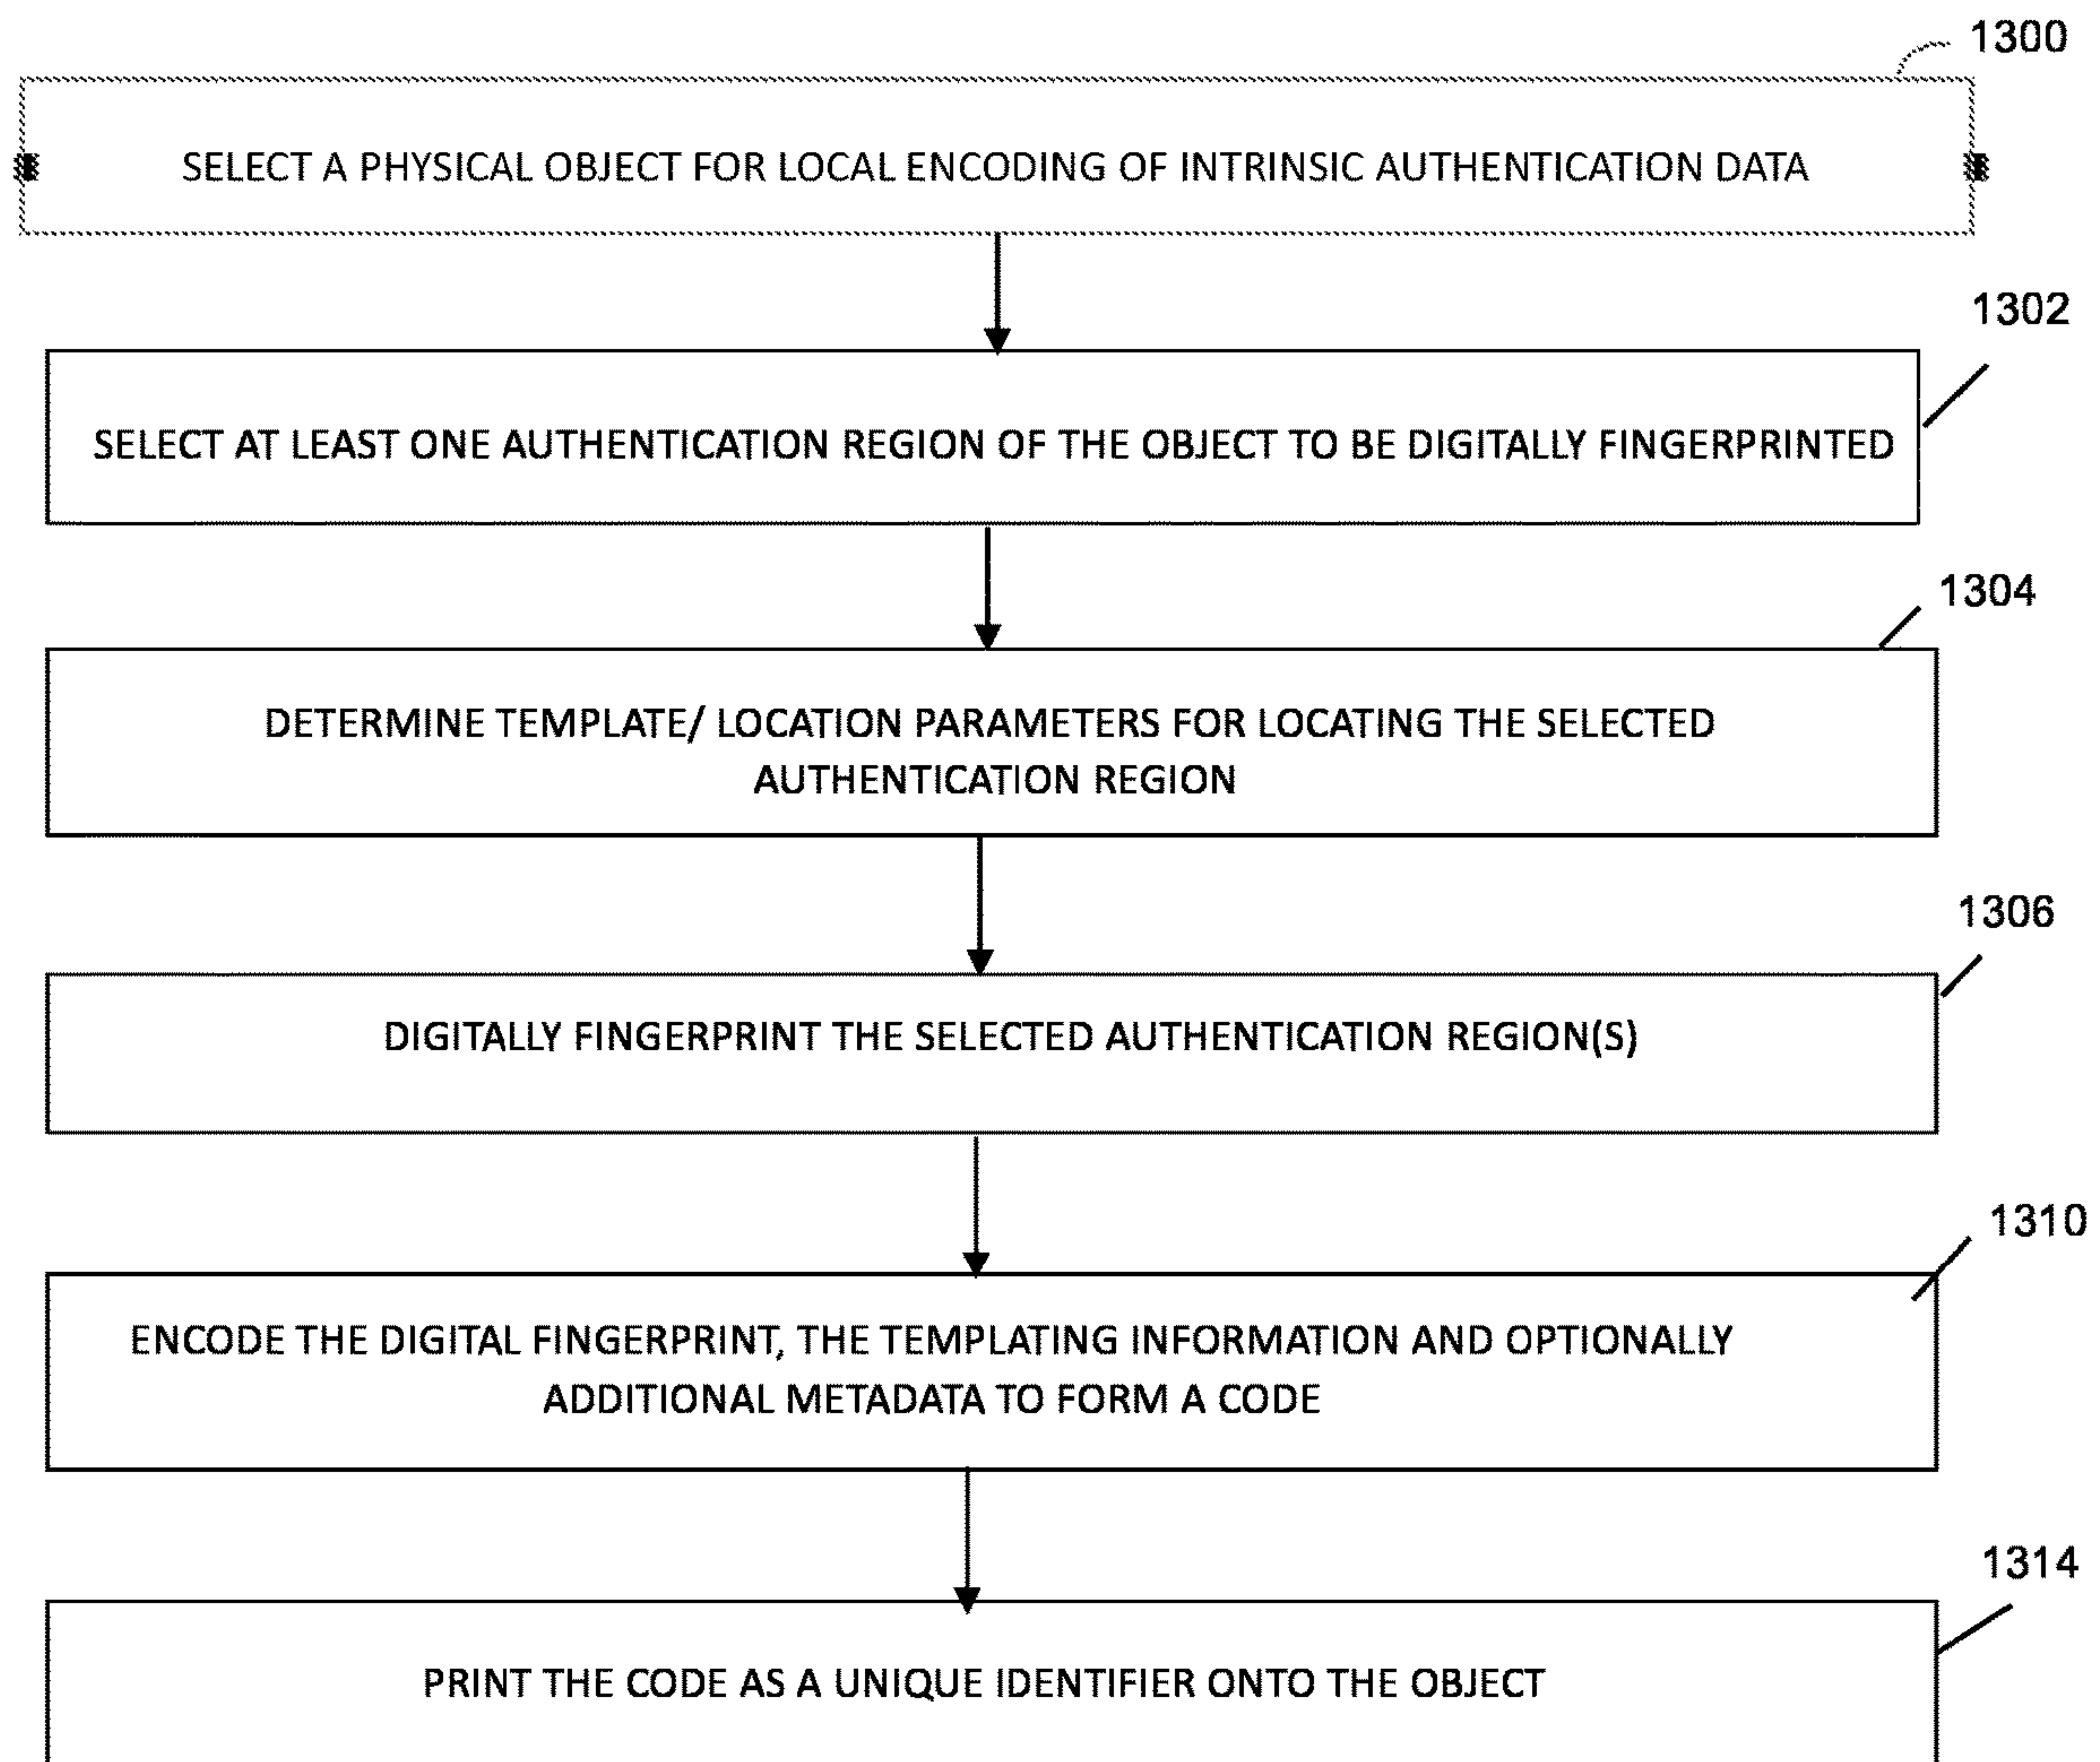 1300
SELECT A PHYSICAL OBJECT FOR LOCAL ENCODING OF INTRINSIC AUTHENTICATION DATA
1302
SELECT AT LEAST ONE AUTHENTICATION REGION OF THE OBJECT TO BE DIGITALLY FINGERPRINTED
1304
DETERMINE TEMPLATE/ LOCATION PARAMETERS FOR LOCATING THE SELECTED
AUTHENTICATION REGION
1306
DIGITALLY FINGERPRINT THE SELECTED AUTHENTICATION REGION(S)
1310
ENCODE THE DIGITAL FINGERPRINT, THE TEMPLATING INFORMATION AND OPTIONALLY
ADDITIONAL METADATA TO FORM A CODE
1314
PRINT THE CODE AS A UNIQUE IDENTIFIER ONTO THE OBJECT